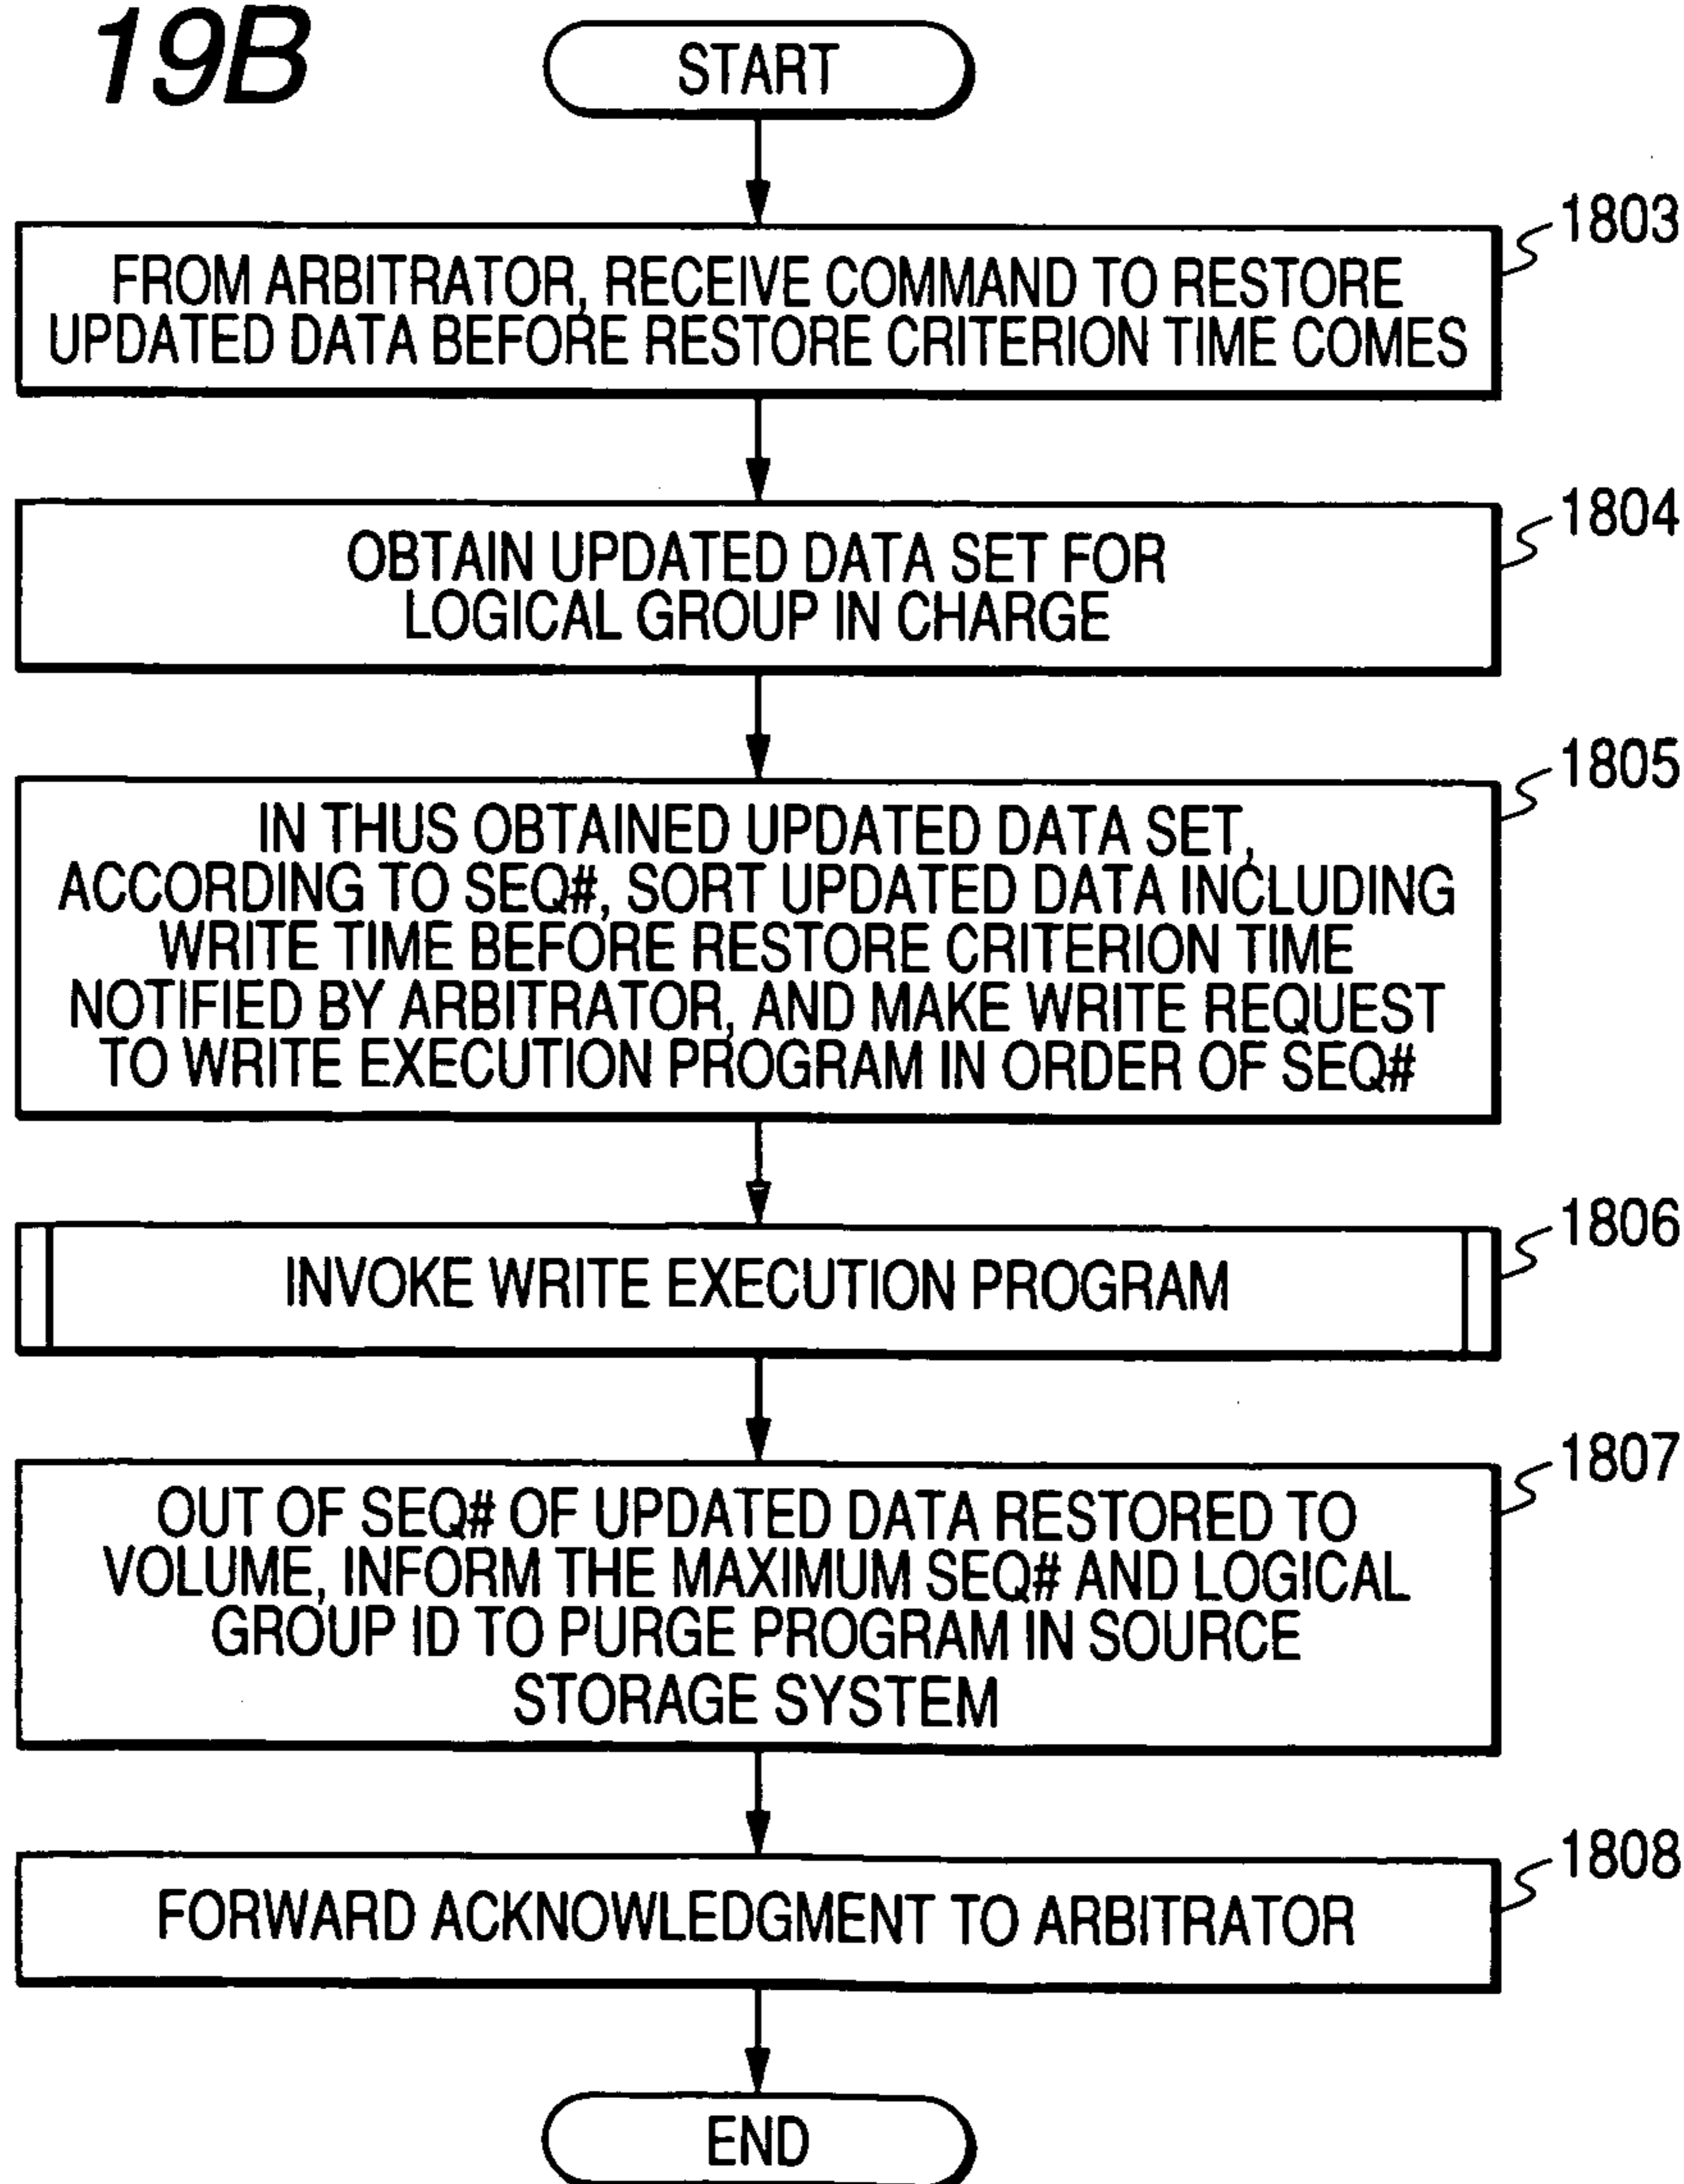 19B
START
1803
FROM ARBITRATOR, RECEIVE COMMAND TO RESTORE
UPDATED DATA BEFORE RESTORE CRITERION TIME COMES
1804
OBTAIN UPDATED DATA SET FOR
LOGICAL GROUP IN CHARGE
1805
IN THUS OBTAINED UPDATED DATA SET,
ACCORDING TO SEQ#, SORT UPDATED DATA INCLUDING
WRITE TIME BEFORE RESTORE CRITERION TIME
NOTIFIED BY ARBITRATOR, AND MAKE WRITE REQUEST
TO WRITE EXECUTION PROGRAM IN ORDER OF SEQ#
1806
INVOKE WRITE EXECUTION PROGRAM
1807
OUT OF SEQ# OF UPDATED DATA RESTORED TO
VOLUME, INFORM THE MAXIMUM SEQ# AND LOGICAL
GROUP ID TO PURGE PROGRAM IN SOURCE
STORAGE SYSTEM
1808
FORWARD ACKNOWLEDGMENT TO ARBITRATOR
END